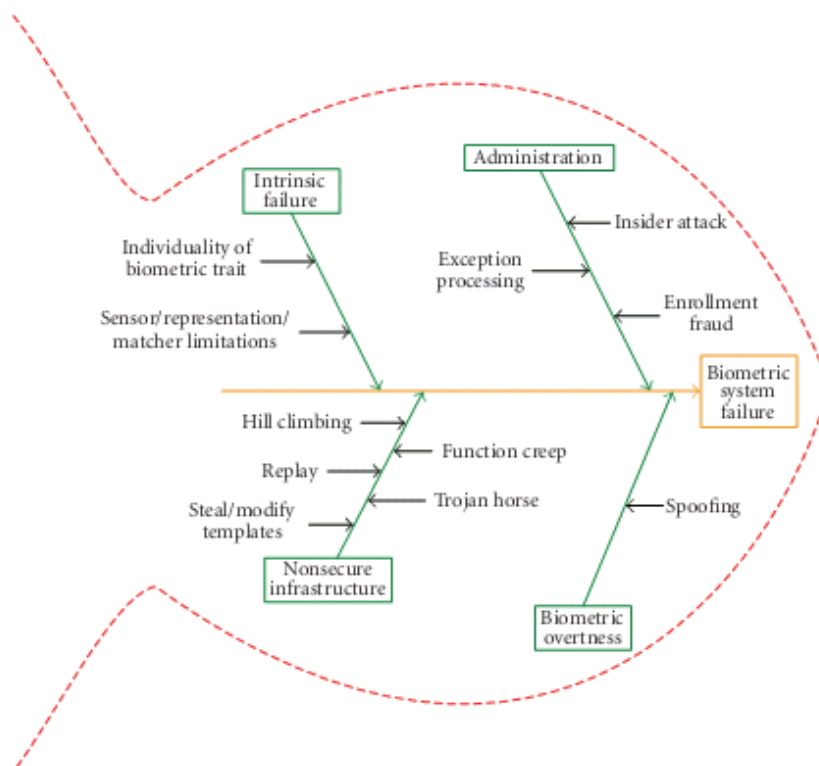 Administration
Intrinsic
failure
Insider attack
Individuality of
biometric trait
Exception
processing
Enrollment
fraud
Sensor/representation/
matcher limitations
Biometric
system
failure
Hill climbing
Function creep
Replay
Trojan horse
Steal/modify
templates
Spoofing
Nonsecure
infrastructure
Biometric
overtness